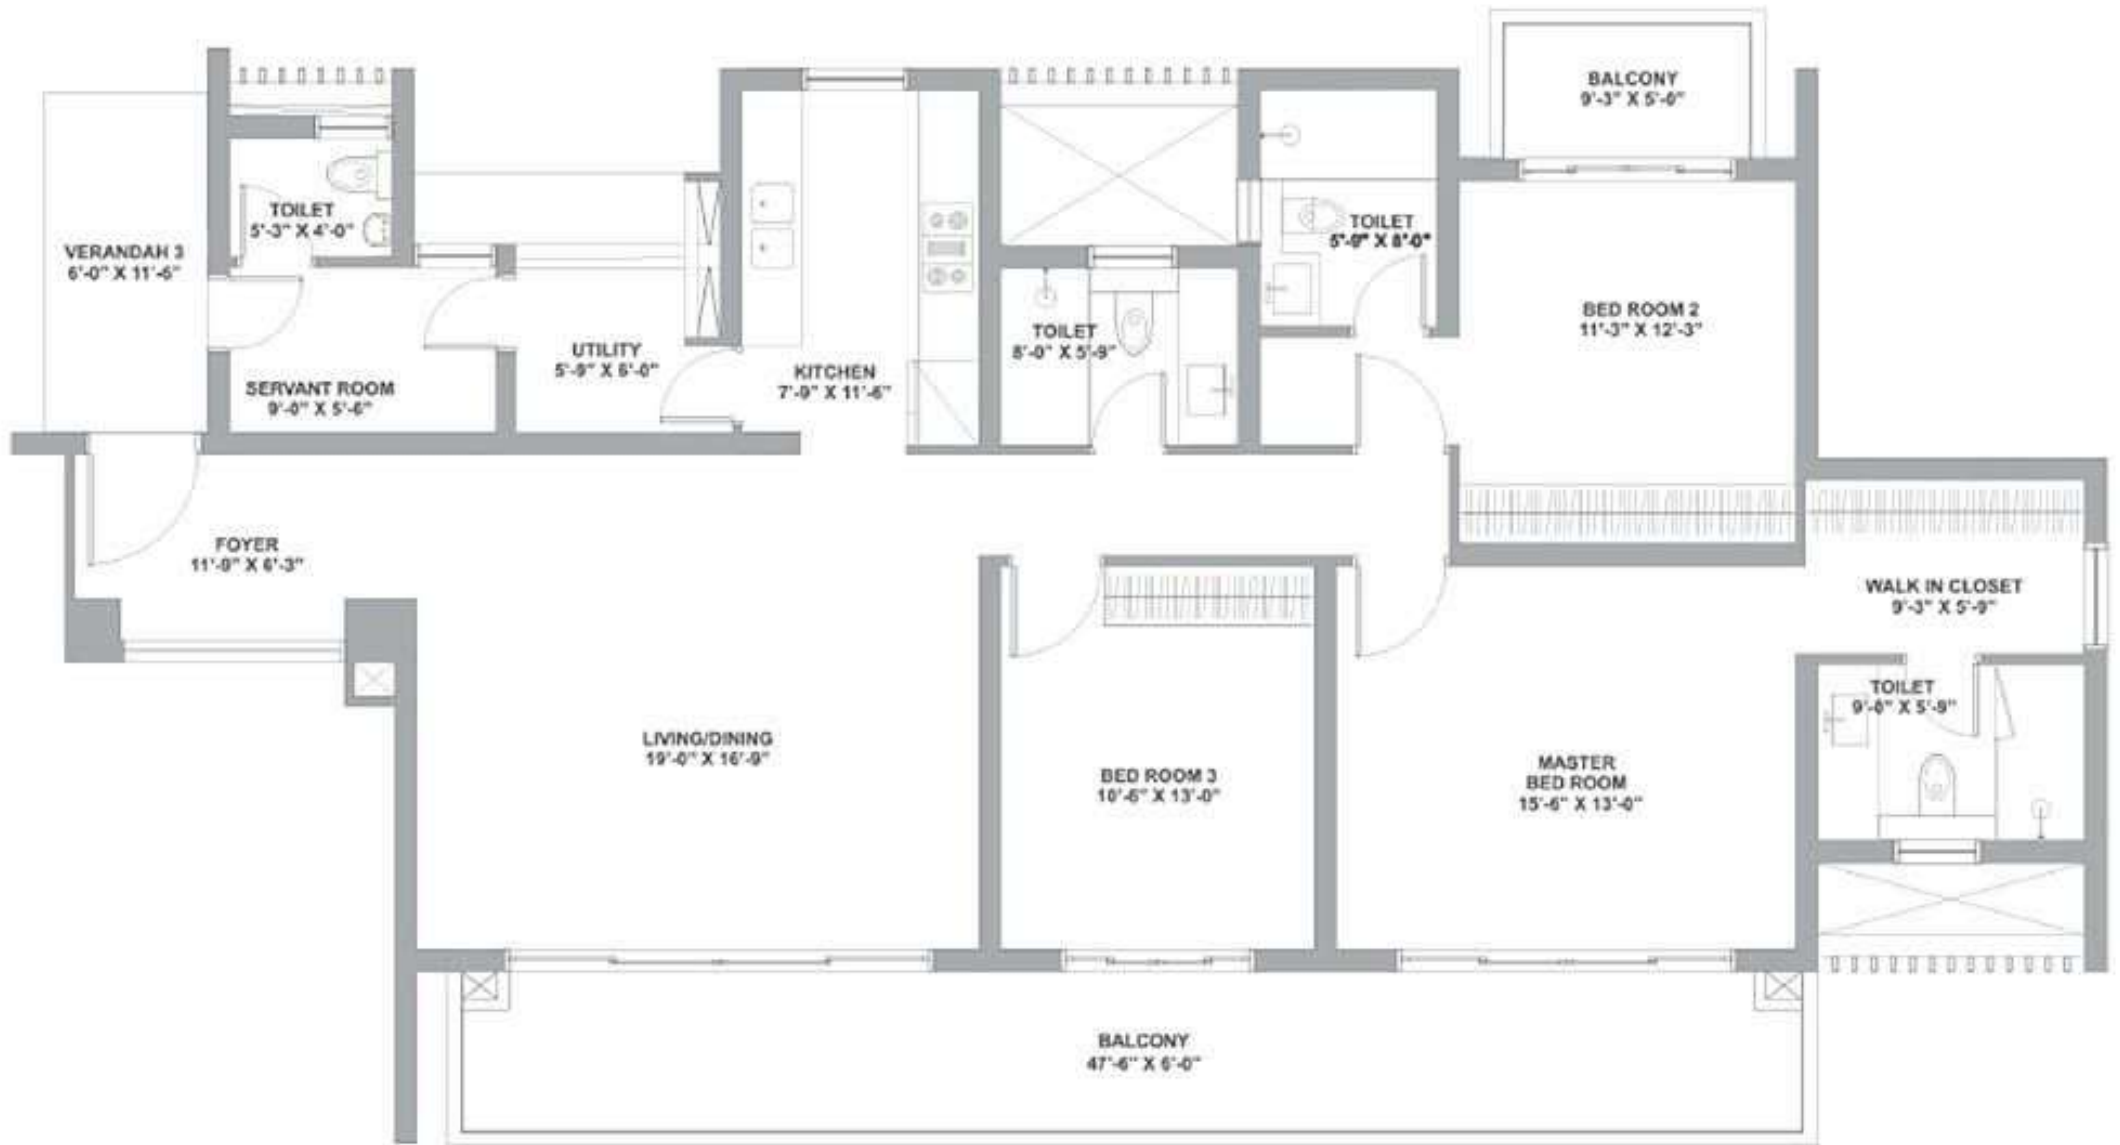 BALCONY
9'-3" X 5'-0"
TOILET
5'-3" X 4'-0"
VERANDAH 3
6'-0" X 11'-6"
TOILET
5'-9" X 8'-0"
BED ROOM 2
11'-3" X 12'-3"
TOILET
8'-0" X 5'-9"
UTILITY
5'-9" X 6'-0"
KITCHEN
7'-9" X 11'-6"
SERVANT ROOM
9'-0" X 5'-6"
FOYER
11'-9" X 6'-3"
WALK IN CLOSET
9'-3" X 5'-9"
TOILET
9'-0" X 5'-9"
LIVING/DINING
19'-0" X 16'-9"
BED ROOM 3
10'-6" X 13'-0"
MASTER
BED ROOM
15'-6" X 13'-0"
BALCONY
47'-6" X 6'-0"